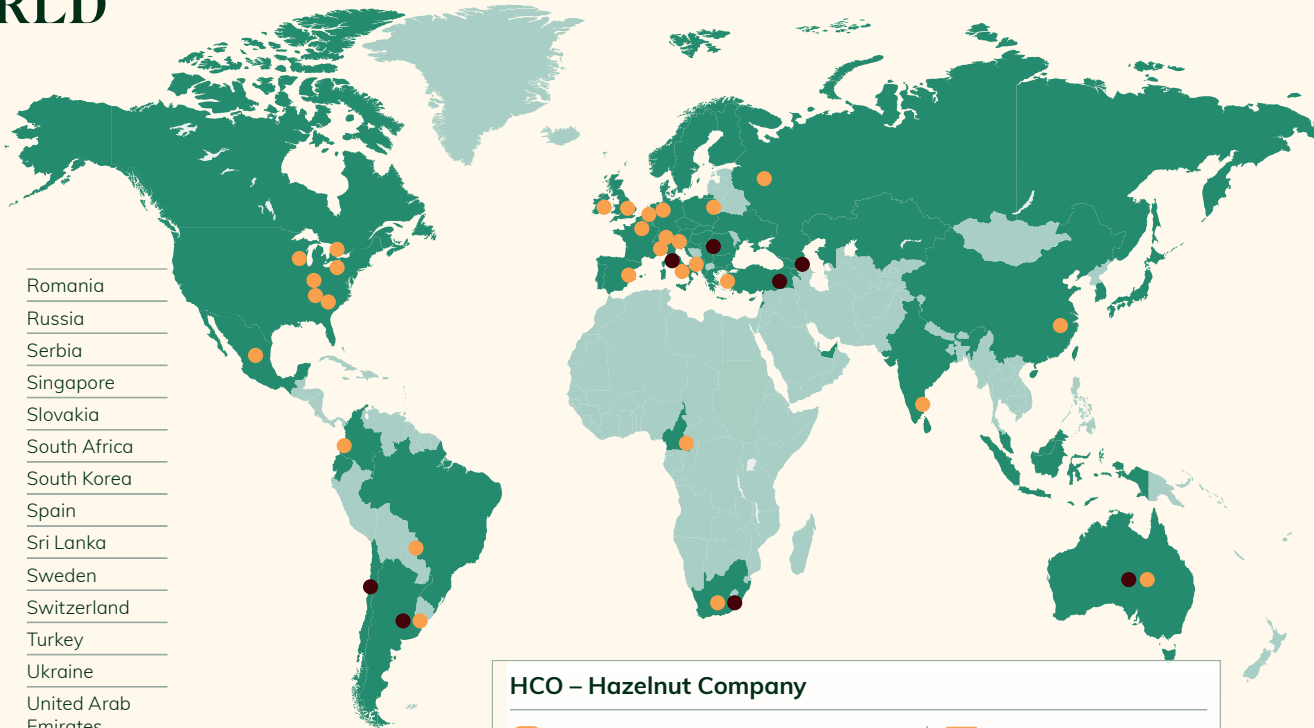 RLD
Romania
Russia
Serbia
Singapore
Slovakia
South Africa
South Korea
Spain
Sri Lanka
Sweden
Switzerland
Turkey
Ukraine
United Arab
Emirates
HCO – Hazelnut Company